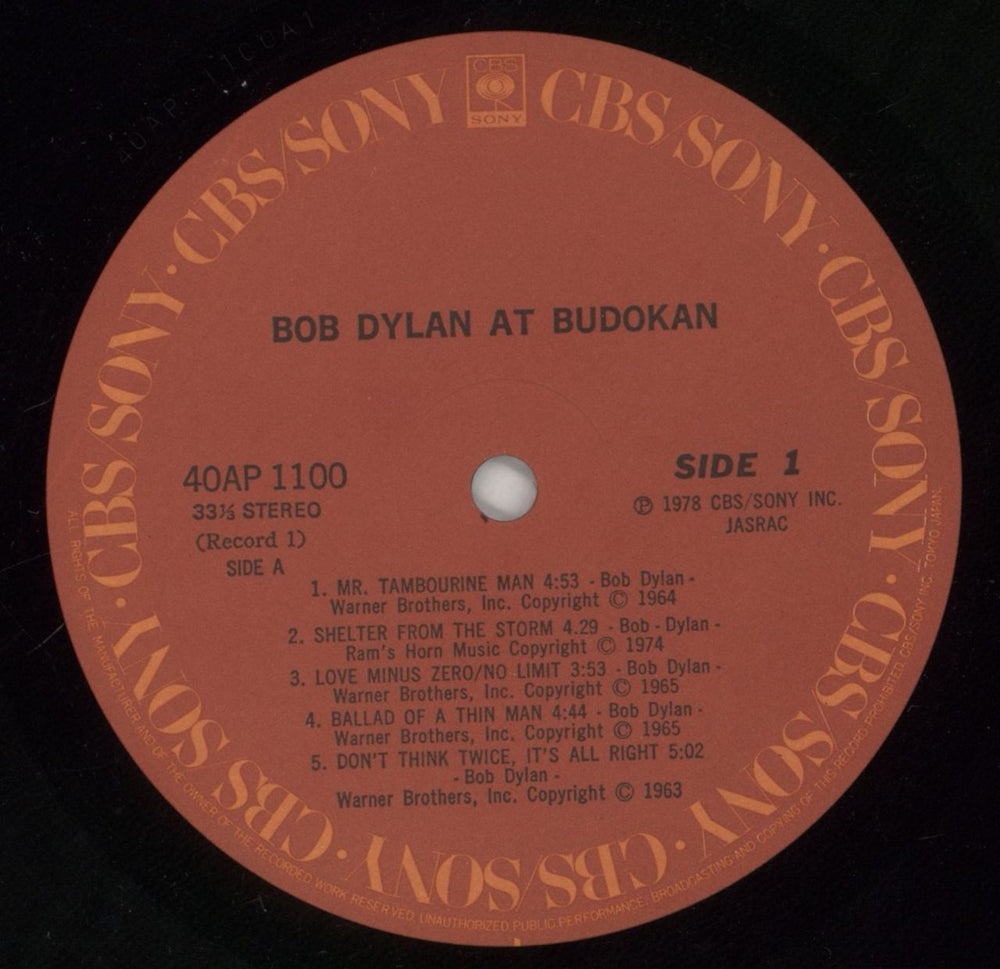 40AP 1100A1
CBS
SONY
CBS/SONY · CBS/SONY · CBS/SONY · CBS/SONY · CBS/SONY · CBS/SONY · CBS/SONY · CBS/SONY
BOB DYLAN AT BUDOKAN
40AP 1100
33⅓ STEREO
(Record 1)
SIDE A
SIDE 1
Ⓟ 1978 CBS/SONY INC.
JASRAC
1. MR. TAMBOURINE MAN 4:53 - Bob Dylan -
Warner Brothers, Inc. Copyright © 1964
2. SHELTER FROM THE STORM 4.29 - Bob - Dylan -
Ram's Horn Music Copyright © 1974
3. LOVE MINUS ZERO/NO LIMIT 3:53 - Bob Dylan -
Warner Brothers, Inc. Copyright © 1965
4. BALLAD OF A THIN MAN 4:44 - Bob Dylan -
Warner Brothers, Inc. Copyright © 1965
5. DON'T THINK TWICE, IT'S ALL RIGHT 5:02
- Bob Dylan -
Warner Brothers, Inc. Copyright © 1963
ALL RIGHTS OF THE MANUFACTURER AND OF THE OWNER OF THE RECORDED WORK RESERVED. UNAUTHORIZED PUBLIC PERFORMANCE, BROADCASTING AND COPYING OF THIS RECORD PROHIBITED. CBS/SONY INC. TOKYO, JAPAN.